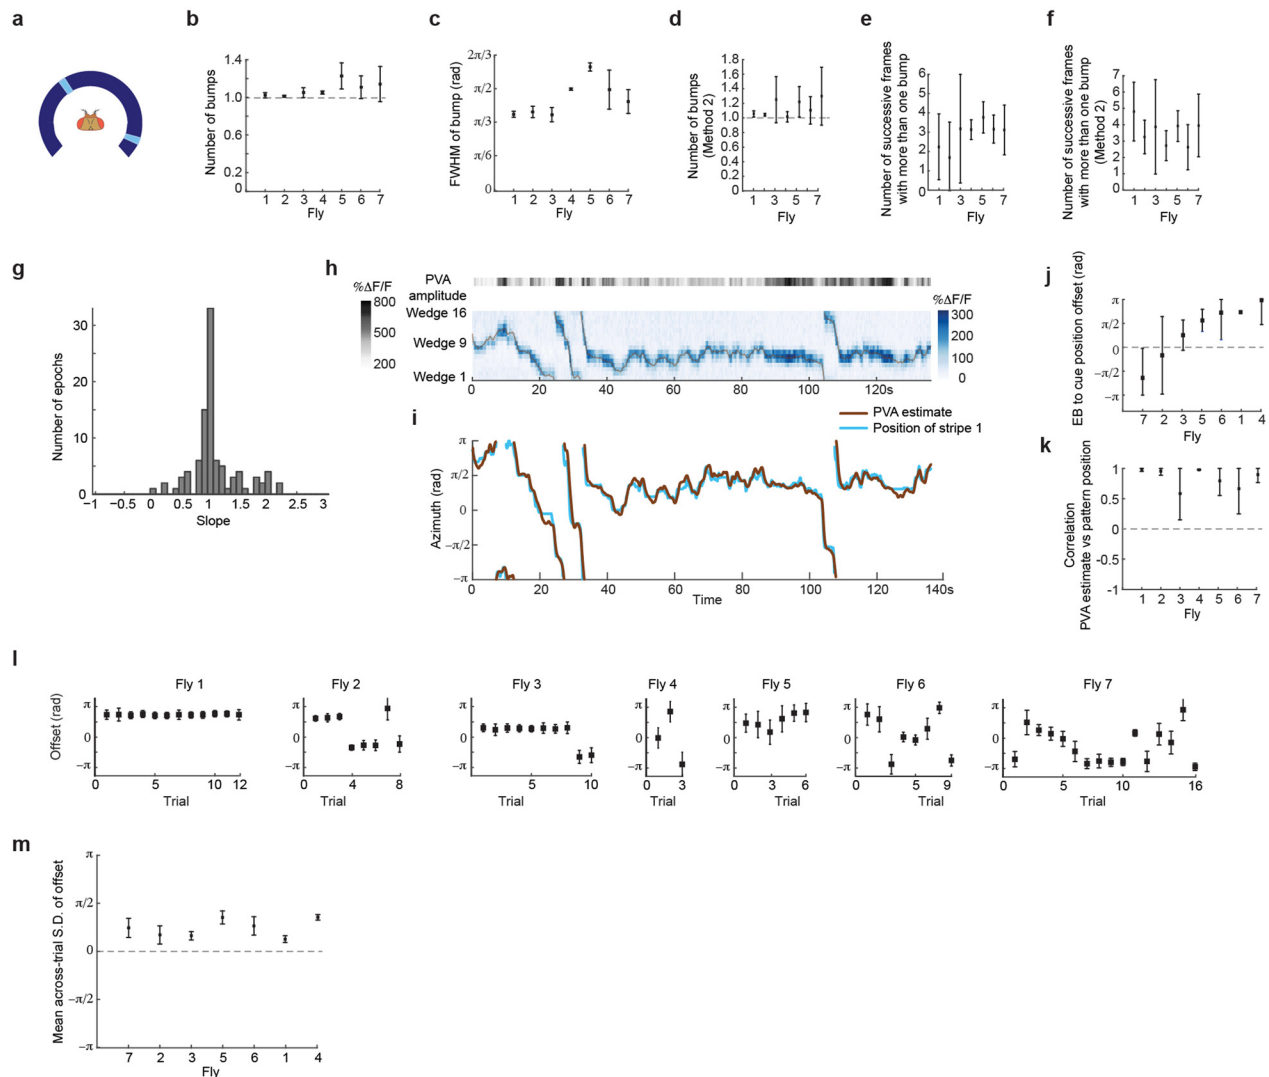 a
b
Number of bumps
1.4
1.0
0.6
0.2
0
1 2 3 4 5 6 7
Fly
c
FWHM of bump (rad)
2π/3
π/2
π/3
π/6
0
1 2 3 4 5 6 7
Fly
d
Number of bumps
(Method 2)
1.8
1.6
1.4
1.2
1.0
0.8
0.6
0.4
0.2
0
1 3 5 7
Fly
e
Number of successive frames
with more than one bump
6
5
4
3
2
1
0
1 3 5 7
Fly
f
Number of successive frames
with more than one bump
(Method 2)
7
6
5
4
3
2
1
0
1 3 5 7
Fly
g
Number of epochs
30
20
10
0
−1 −0.5 0 0.5 1 1.5 2 2.5 3
Slope
h
%ΔF/F
800
500
200
PVA
amplitude
Wedge 16
Wedge 9
Wedge 1
0 20 40 60 80 100 120s
%ΔF/F
300
200
100
0
i
PVA estimate
Position of stripe 1
Azimuth (rad)
π
π/2
0
−π/2
−π
0 20 40 60 80 100 120 140s
Time
j
EB to cue position offset (rad)
π
π/2
0
−π/2
−π
7 2 3 5 6 1 4
Fly
k
Correlation
PVA estimate vs pattern position
1
0.5
0
-0.5
-1
1 2 3 4 5 6 7
Fly
l
Offset (rad)
Fly 1
π
0
−π
0 5 10 12
Trial
Fly 2
π
0
−π
0 4 8
Trial
Fly 3
π
0
−π
5 10
Trial
Fly 4
π
0
−π
0 3
Trial
Fly 5
π
0
−π
0 3 6
Trial
Fly 6
π
0
−π
0 5 9
Trial
Fly 7
π
0
−π
0 5 10 16
Trial
m
Mean across-trial S.D. of offset
π
π/2
0
−π/2
−π
7 2 3 5 6 1 4
Fly